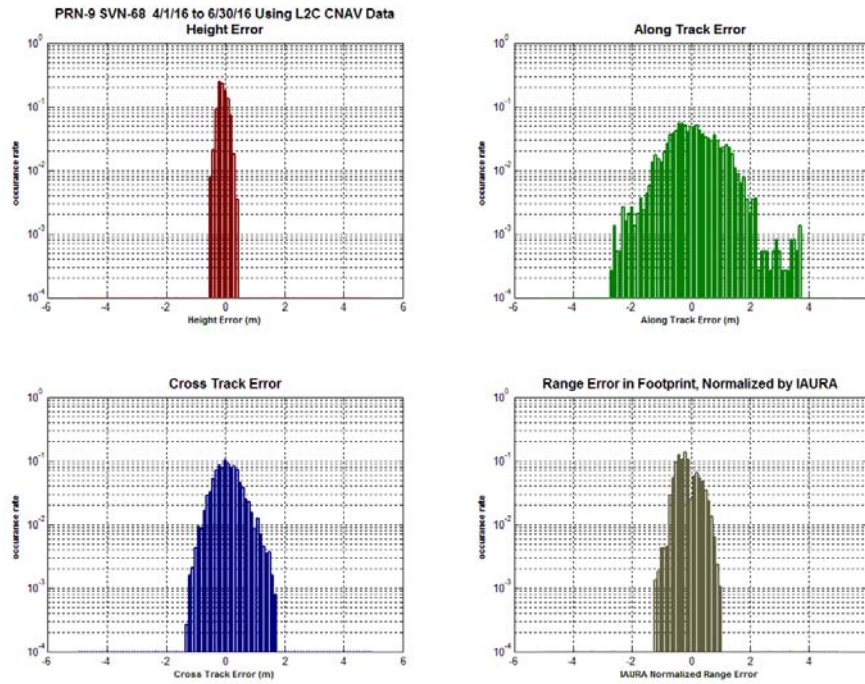 PRN-9 SVN-68 4/1/16 to 6/30/16 Using L2C CNAV Data
Height Error
10^0
10^-1
10^-2
10^-3
10^-4
occurance rate
-6 -4 -2 0 2 4 6
Height Error (m)
Along Track Error
10^0
10^-1
10^-2
10^-3
10^-4
occurance rate
-6 -4 -2 0 2 4
Along Track Error (m)
Cross Track Error
10^0
10^-1
10^-2
10^-3
10^-4
occurance rate
-6 -4 -2 0 2 4 6
Cross Track Error (m)
Range Error in Footprint, Normalized by IAURA
10^0
10^-1
10^-2
10^-3
10^-4
occurance rate
-6 -4 -2 0 2 4
IAURA Normalized Range Error